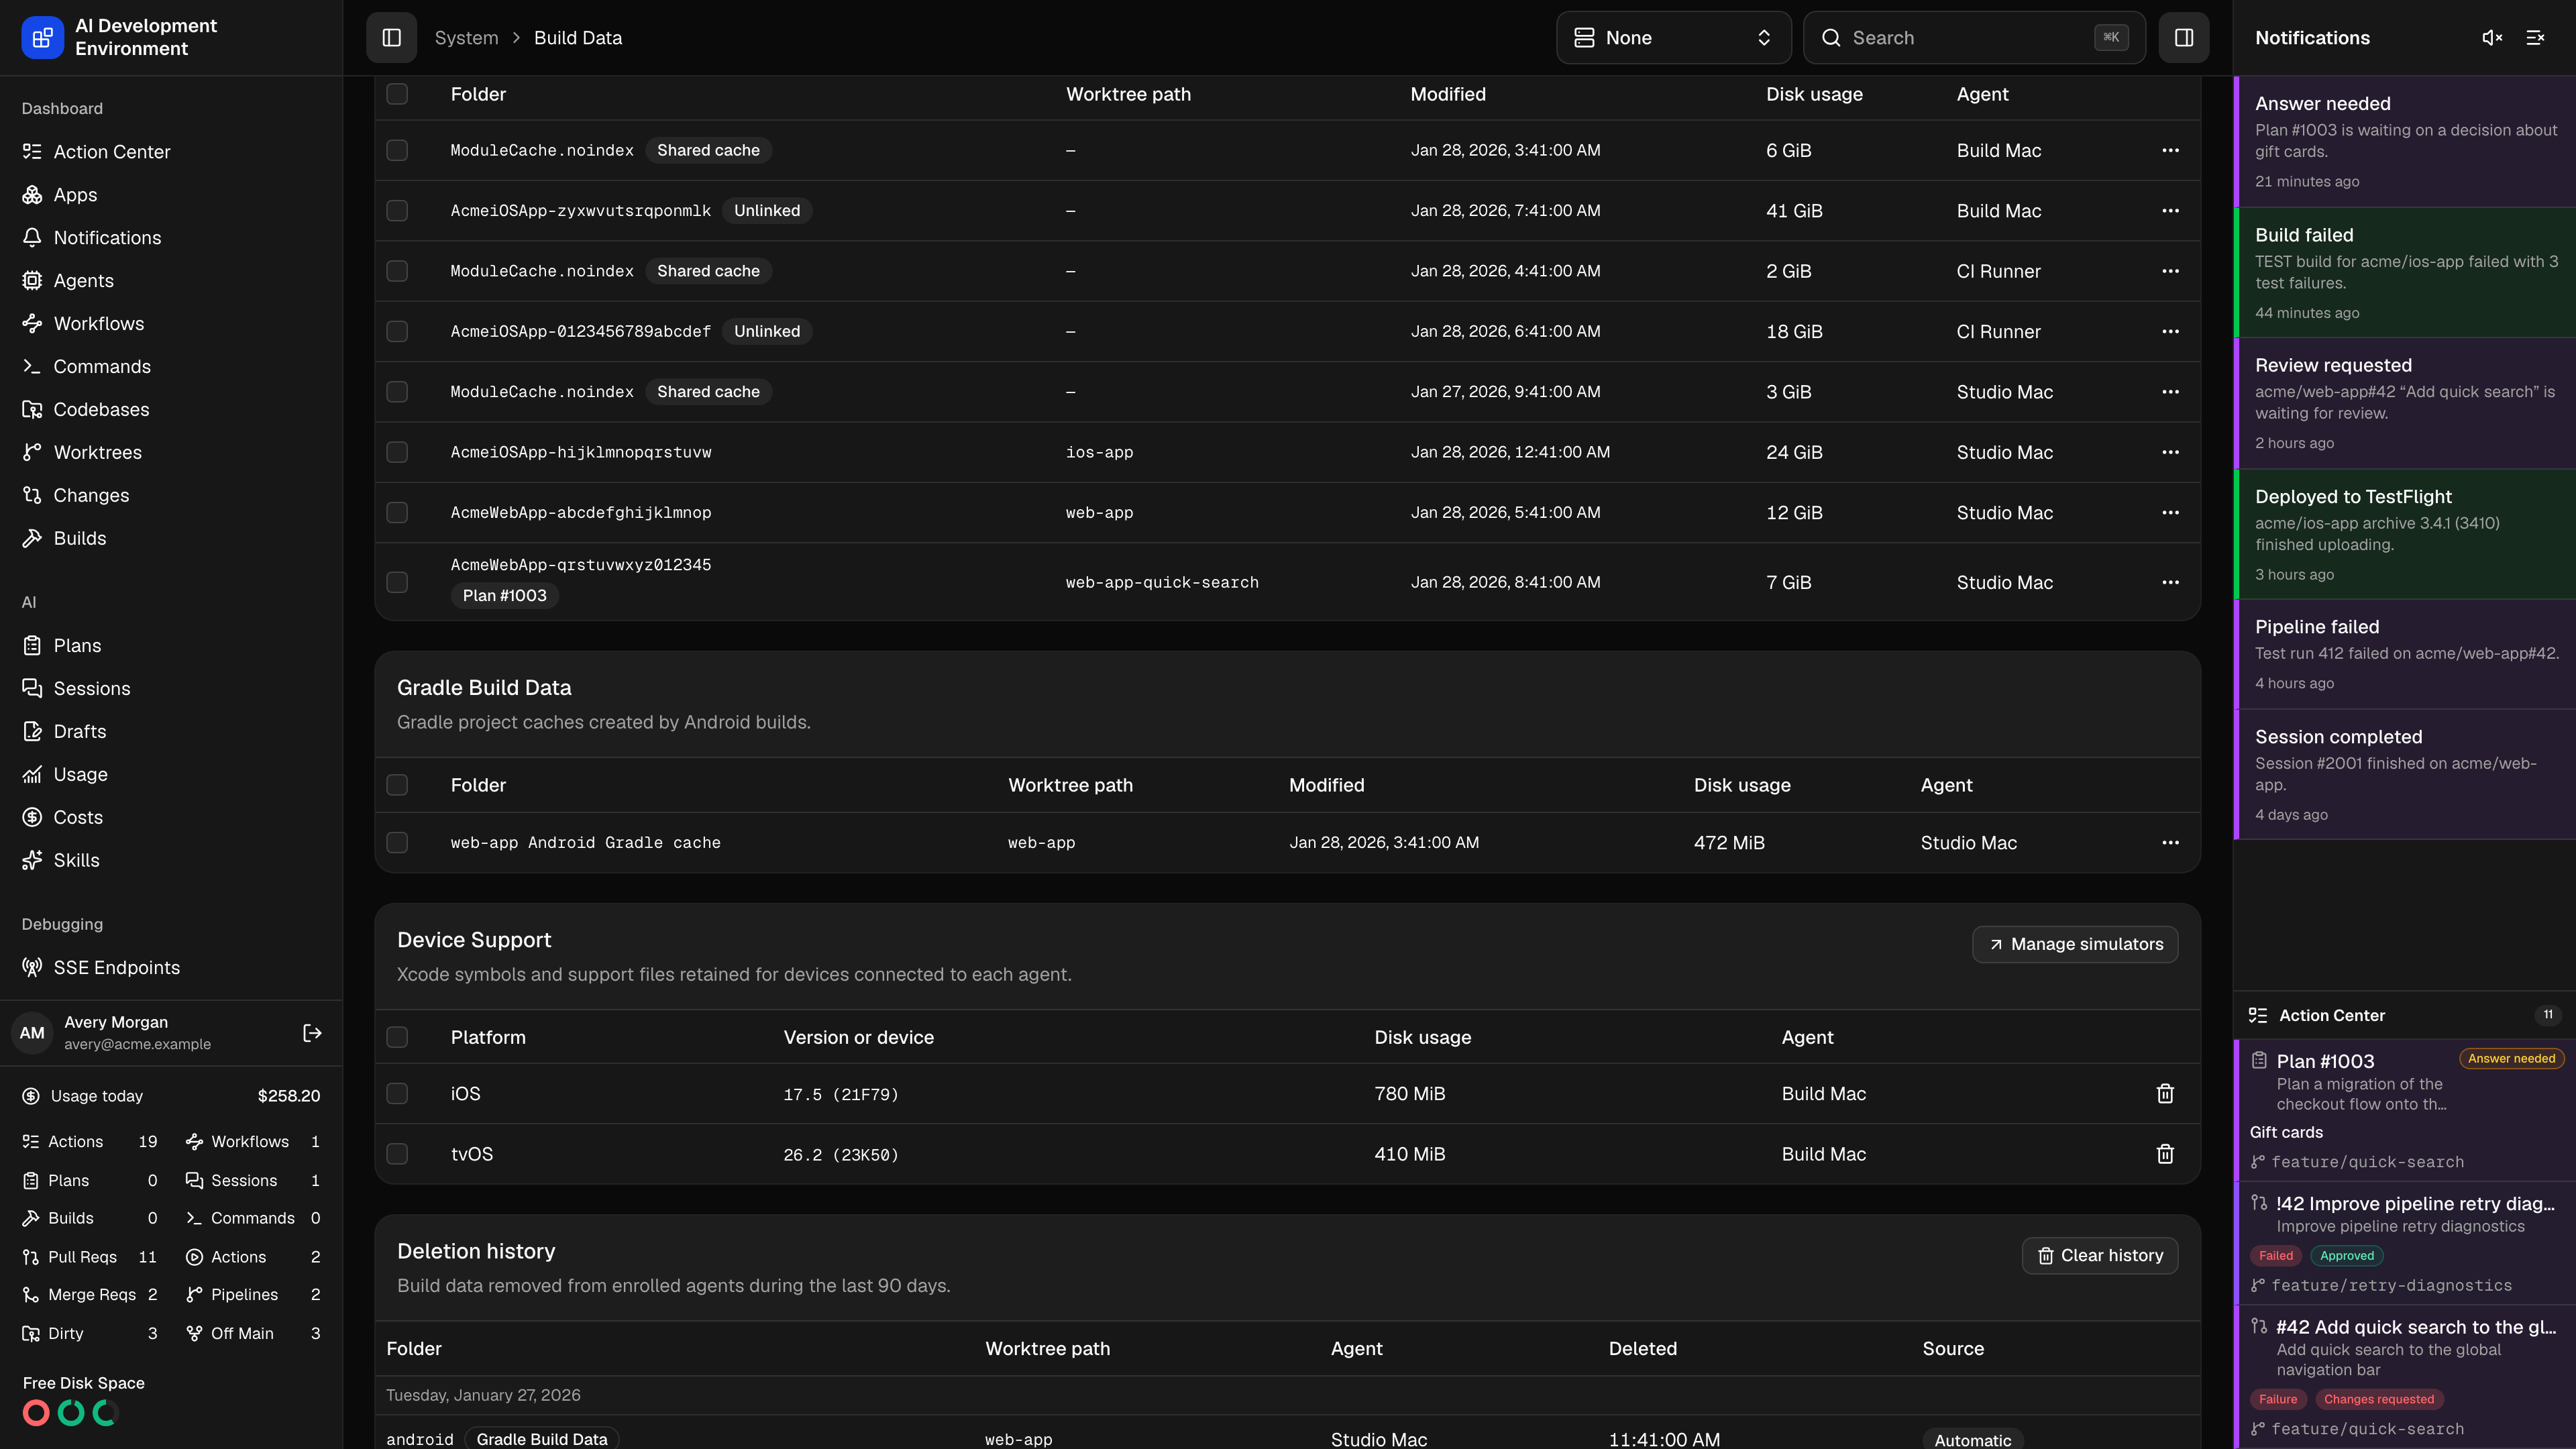 AI Development
Environment
Dashboard
Action Center
Apps
Notifications
Agents
Workflows
Commands
Codebases
Worktrees
Changes
Builds
AI
Plans
Sessions
Drafts
Usage
Costs
Skills
Debugging
SSE Endpoints
AM
Avery Morgan
avery@acme.example
Usage today $258.20
Actions 19 Workflows 1
Plans 0 Sessions 1
Builds 0 Commands 0
Pull Reqs 11 Actions 2
Merge Reqs 2 Pipelines 2
Dirty 3 Off Main 3
Free Disk Space
System > Build Data
None
Search ⌘K
Folder Worktree path Modified Disk usage Agent
ModuleCache.noindex Shared cache – Jan 28, 2026, 3:41:00 AM 6 GiB Build Mac
AcmeiOSApp-zyxwvutsrqponmlk Unlinked – Jan 28, 2026, 7:41:00 AM 41 GiB Build Mac
ModuleCache.noindex Shared cache – Jan 28, 2026, 4:41:00 AM 2 GiB CI Runner
AcmeiOSApp-0123456789abcdef Unlinked – Jan 28, 2026, 6:41:00 AM 18 GiB CI Runner
ModuleCache.noindex Shared cache – Jan 27, 2026, 9:41:00 AM 3 GiB Studio Mac
AcmeiOSApp-hijklmnopqrstuvw ios-app Jan 28, 2026, 12:41:00 AM 24 GiB Studio Mac
AcmeWebApp-abcdefghijklmnop web-app Jan 28, 2026, 5:41:00 AM 12 GiB Studio Mac
AcmeWebApp-qrstuvwxyz012345
Plan #1003
web-app-quick-search Jan 28, 2026, 8:41:00 AM 7 GiB Studio Mac
Gradle Build Data
Gradle project caches created by Android builds.
Folder Worktree path Modified Disk usage Agent
web-app Android Gradle cache web-app Jan 28, 2026, 3:41:00 AM 472 MiB Studio Mac
Device Support
Manage simulators
Xcode symbols and support files retained for devices connected to each agent.
Platform Version or device Disk usage Agent
iOS 17.5 (21F79) 780 MiB Build Mac
tvOS 26.2 (23K50) 410 MiB Build Mac
Deletion history
Clear history
Build data removed from enrolled agents during the last 90 days.
Folder Worktree path Agent Deleted Source
Tuesday, January 27, 2026
android Gradle Build Data web-app Studio Mac 11:41:00 AM Automatic
Notifications
Answer needed
Plan #1003 is waiting on a decision about
gift cards.
21 minutes ago
Build failed
TEST build for acme/ios-app failed with 3
test failures.
44 minutes ago
Review requested
acme/web-app#42 “Add quick search” is
waiting for review.
2 hours ago
Deployed to TestFlight
acme/ios-app archive 3.4.1 (3410)
finished uploading.
3 hours ago
Pipeline failed
Test run 412 failed on acme/web-app#42.
4 hours ago
Session completed
Session #2001 finished on acme/web-
app.
4 days ago
Action Center 11
Plan #1003 Answer needed
Plan a migration of the
checkout flow onto th…
Gift cards
feature/quick-search
!42 Improve pipeline retry diag…
Improve pipeline retry diagnostics
Failed Approved
feature/retry-diagnostics
#42 Add quick search to the gl…
Add quick search to the global
navigation bar
Failure Changes requested
feature/quick-search